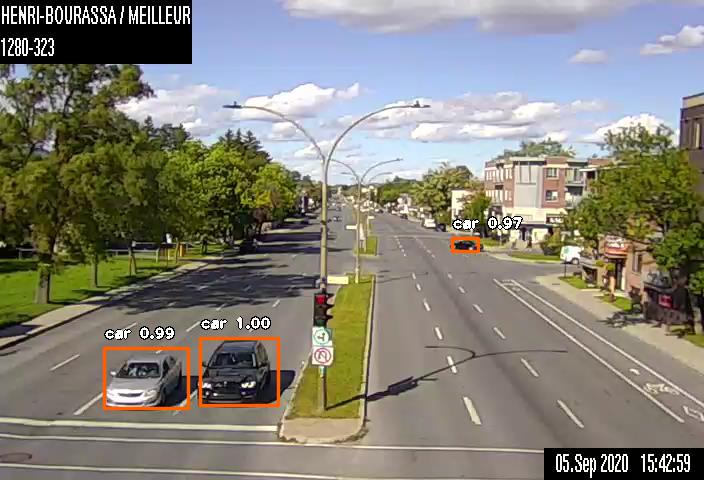 HENRI-BOURASSA / MEILLEUR
1280-323
car 0.97
car 0.99
car 1.00
05.Sep 2020 15:42:59